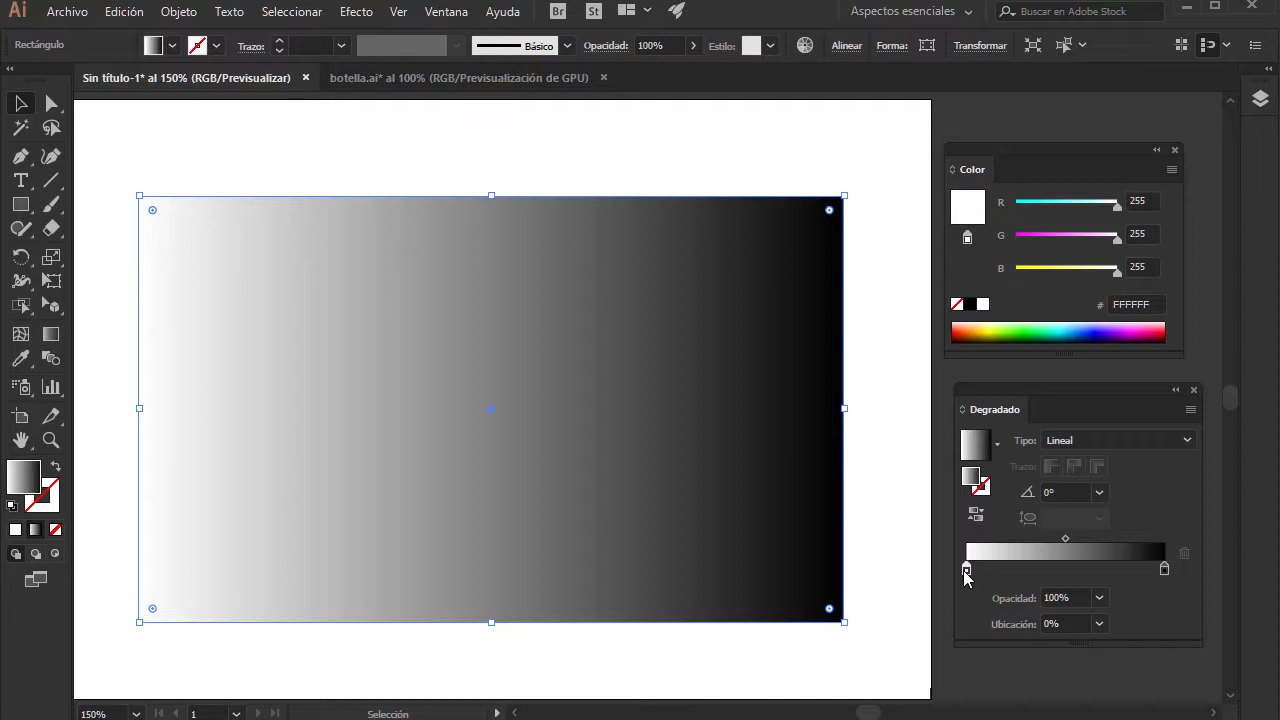 Ai Archivo Edición Objeto Texto Seleccionar Efecto Ver Ventana Ayuda Br St Aspectos esenciales Buscar en Adobe Stock
Rectángulo Trazo: Básico Opacidad: 100% Estilo: Alinear Forma: Transformar
Sin título-1* al 150% (RGB/Previsualizar) botella.ai* al 100% (RGB/Previsualización de GPU)
Color
R 255
G 234
B 255
# FFFFFF
Degradado
Tipo: Lineal
Trazo:
0°
Opacidad: 100%
Ubicación: 0%
150% 1 Selección